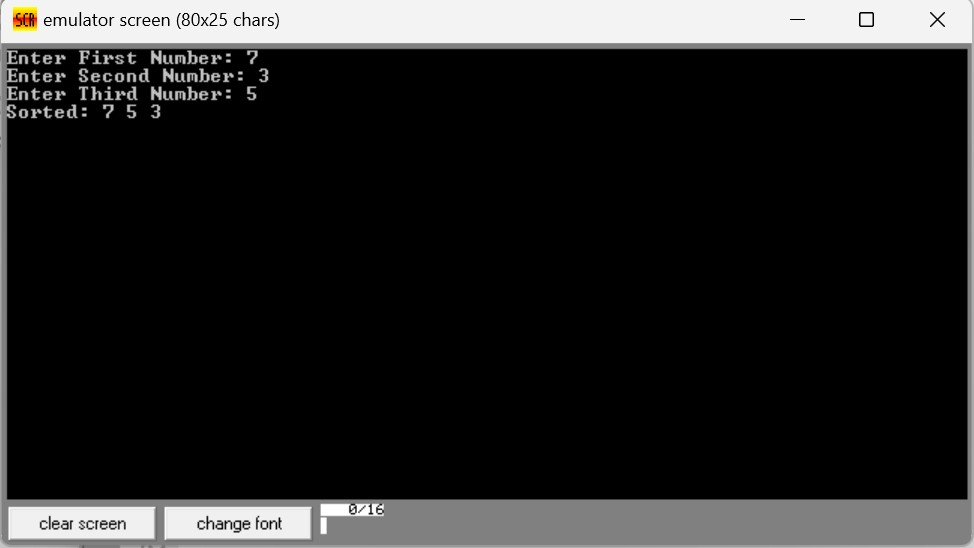 SCR emulator screen (80x25 chars)
Enter First Number: 7
Enter Second Number: 3
Enter Third Number: 5
Sorted: 7 5 3
clear screen
change font
0/16